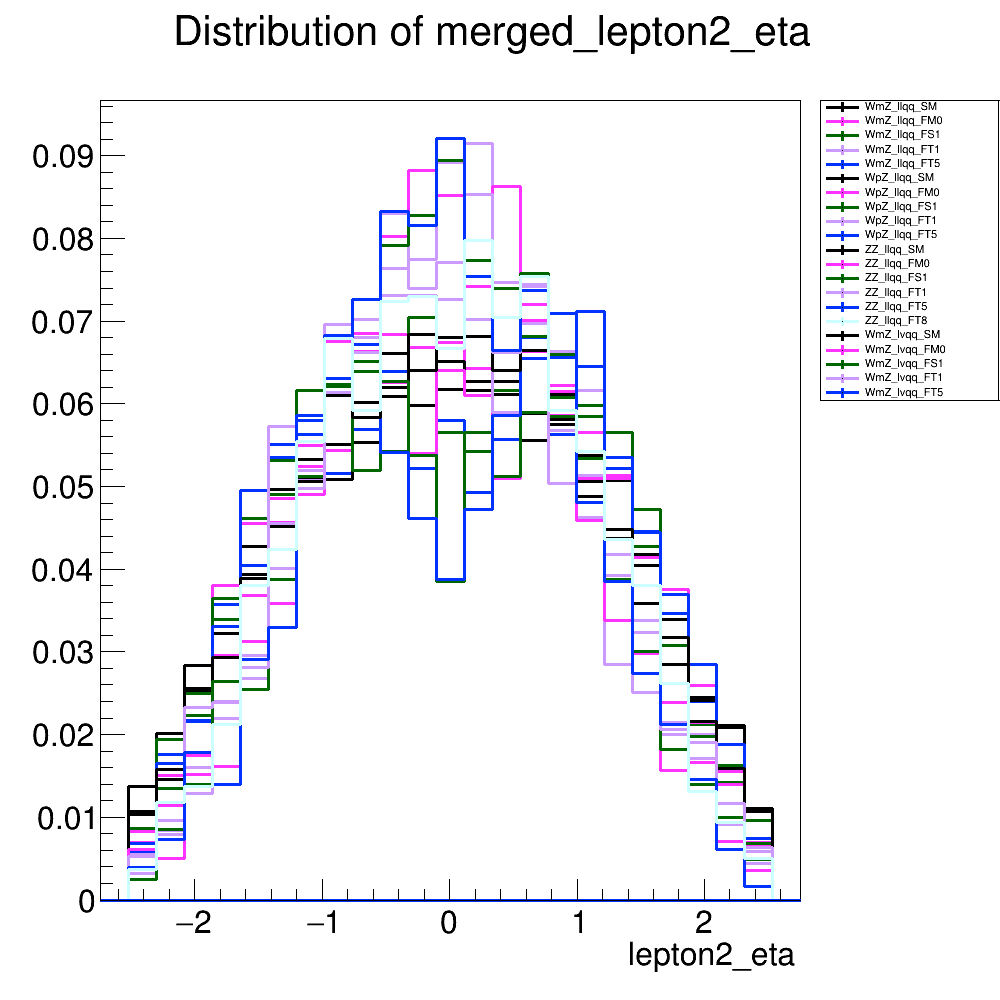 Distribution of merged_lepton2_eta
WmZ_llqq_SM
WmZ_llqq_FM0
WmZ_llqq_FS1
WmZ_llqq_FT1
WmZ_llqq_FT5
WpZ_llqq_SM
WpZ_llqq_FM0
WpZ_llqq_FS1
WpZ_llqq_FT1
WpZ_llqq_FT5
ZZ_llqq_SM
ZZ_llqq_FM0
ZZ_llqq_FS1
ZZ_llqq_FT1
ZZ_llqq_FT5
ZZ_llqq_FT8
WmZ_lvqq_SM
WmZ_lvqq_FM0
WmZ_lvqq_FS1
WmZ_lvqq_FT1
WmZ_lvqq_FT5
0.09
0.08
0.07
0.06
0.05
0.04
0.03
0.02
0.01
0
−2 −1 0 1 2
lepton2_eta